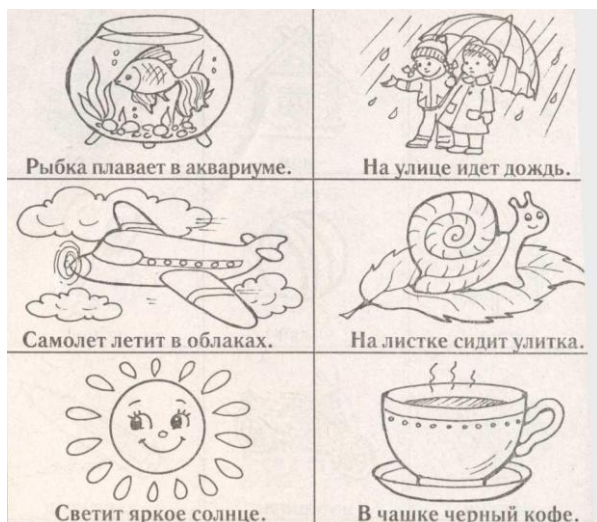 Рыбка плавает в аквариуме.
На улице идет дождь.
Самолет летит в облаках.
На листке сидит улитка.
Светит яркое солнце.
В чашке черный кофе.